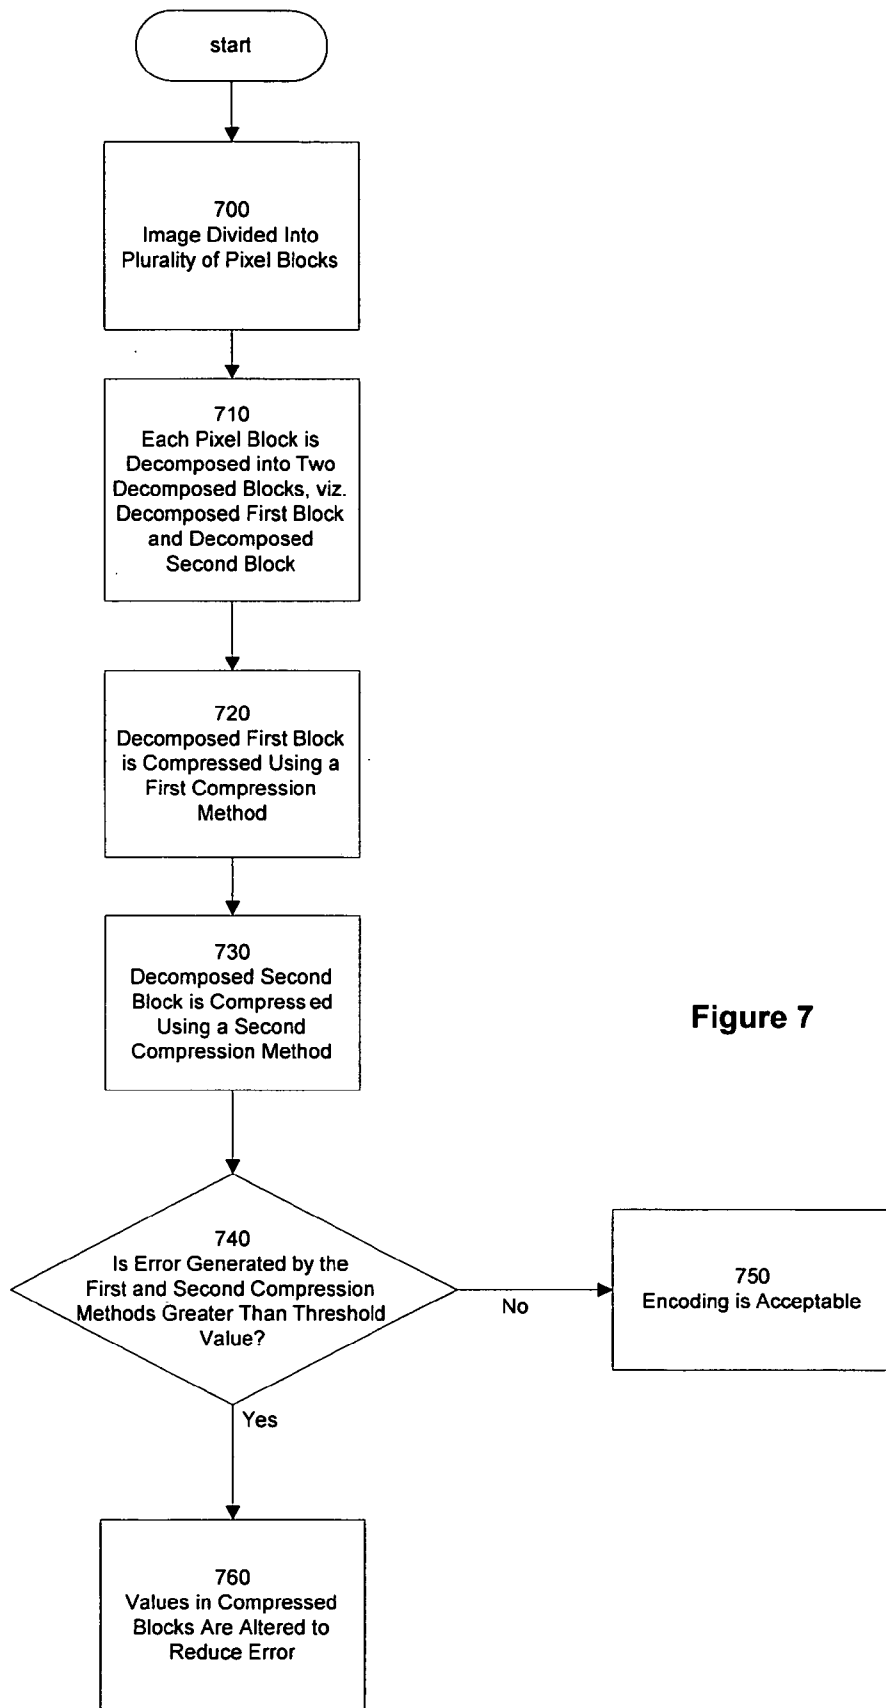 start
700
Image Divided Into
Plurality of Pixel Blocks
710
Each Pixel Block is
Decomposed into Two
Decomposed Blocks, viz.
Decomposed First Block
and Decomposed
Second Block
720
Decomposed First Block
is Compressed Using a
First Compression
Method
730
Decomposed Second
Block is Compressed
Using a Second
Compression Method
Figure 7
740
Is Error Generated by the
First and Second Compression
Methods Greater Than Threshold
Value?
No
750
Encoding is Acceptable
Yes
760
Values in Compressed
Blocks Are Altered to
Reduce Error